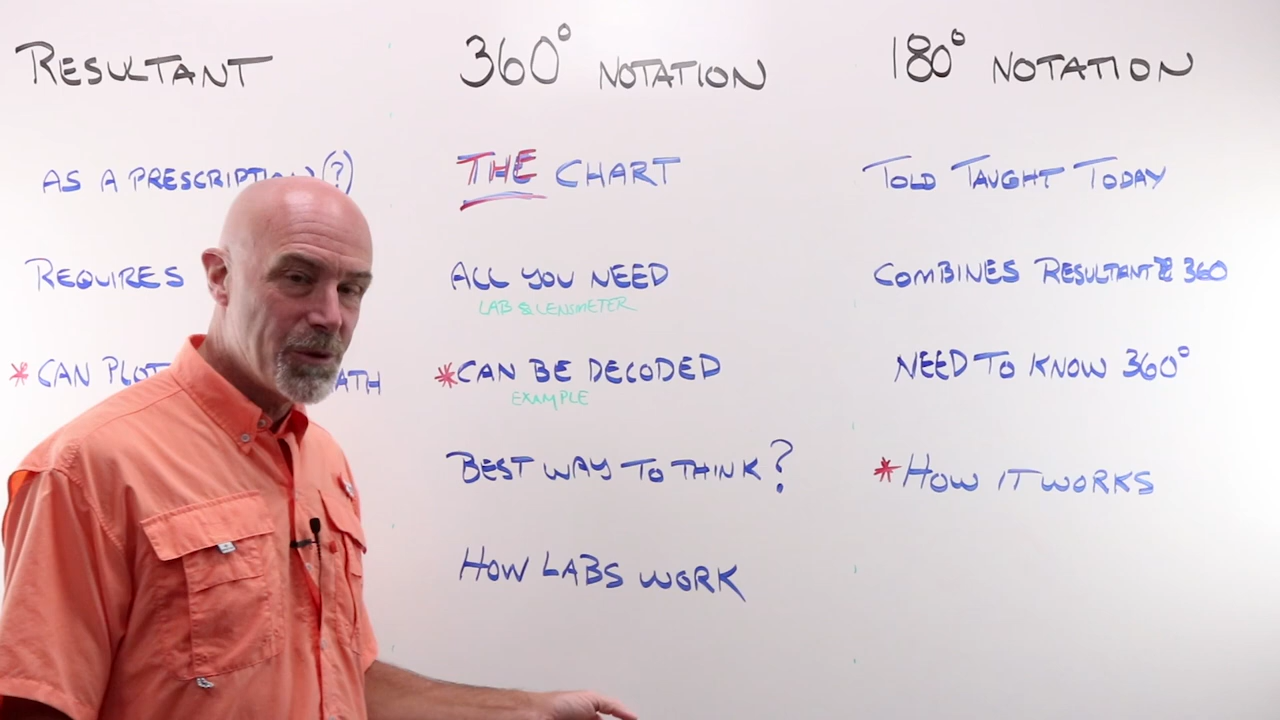 RESULTANT
AS A PRESCRIPTION (?)
REQUIRES
* CAN PLOT
360° NOTATION
THE CHART
ALL YOU NEED
LAB & LENSMETER
* CAN BE DECODED
EXAMPLE
BEST WAY TO THINK?
HOW LABS WORK
180° NOTATION
TOLD TAUGHT TODAY
COMBINES RESULTANT & 360
NEED TO KNOW 360°
* HOW IT WORKS